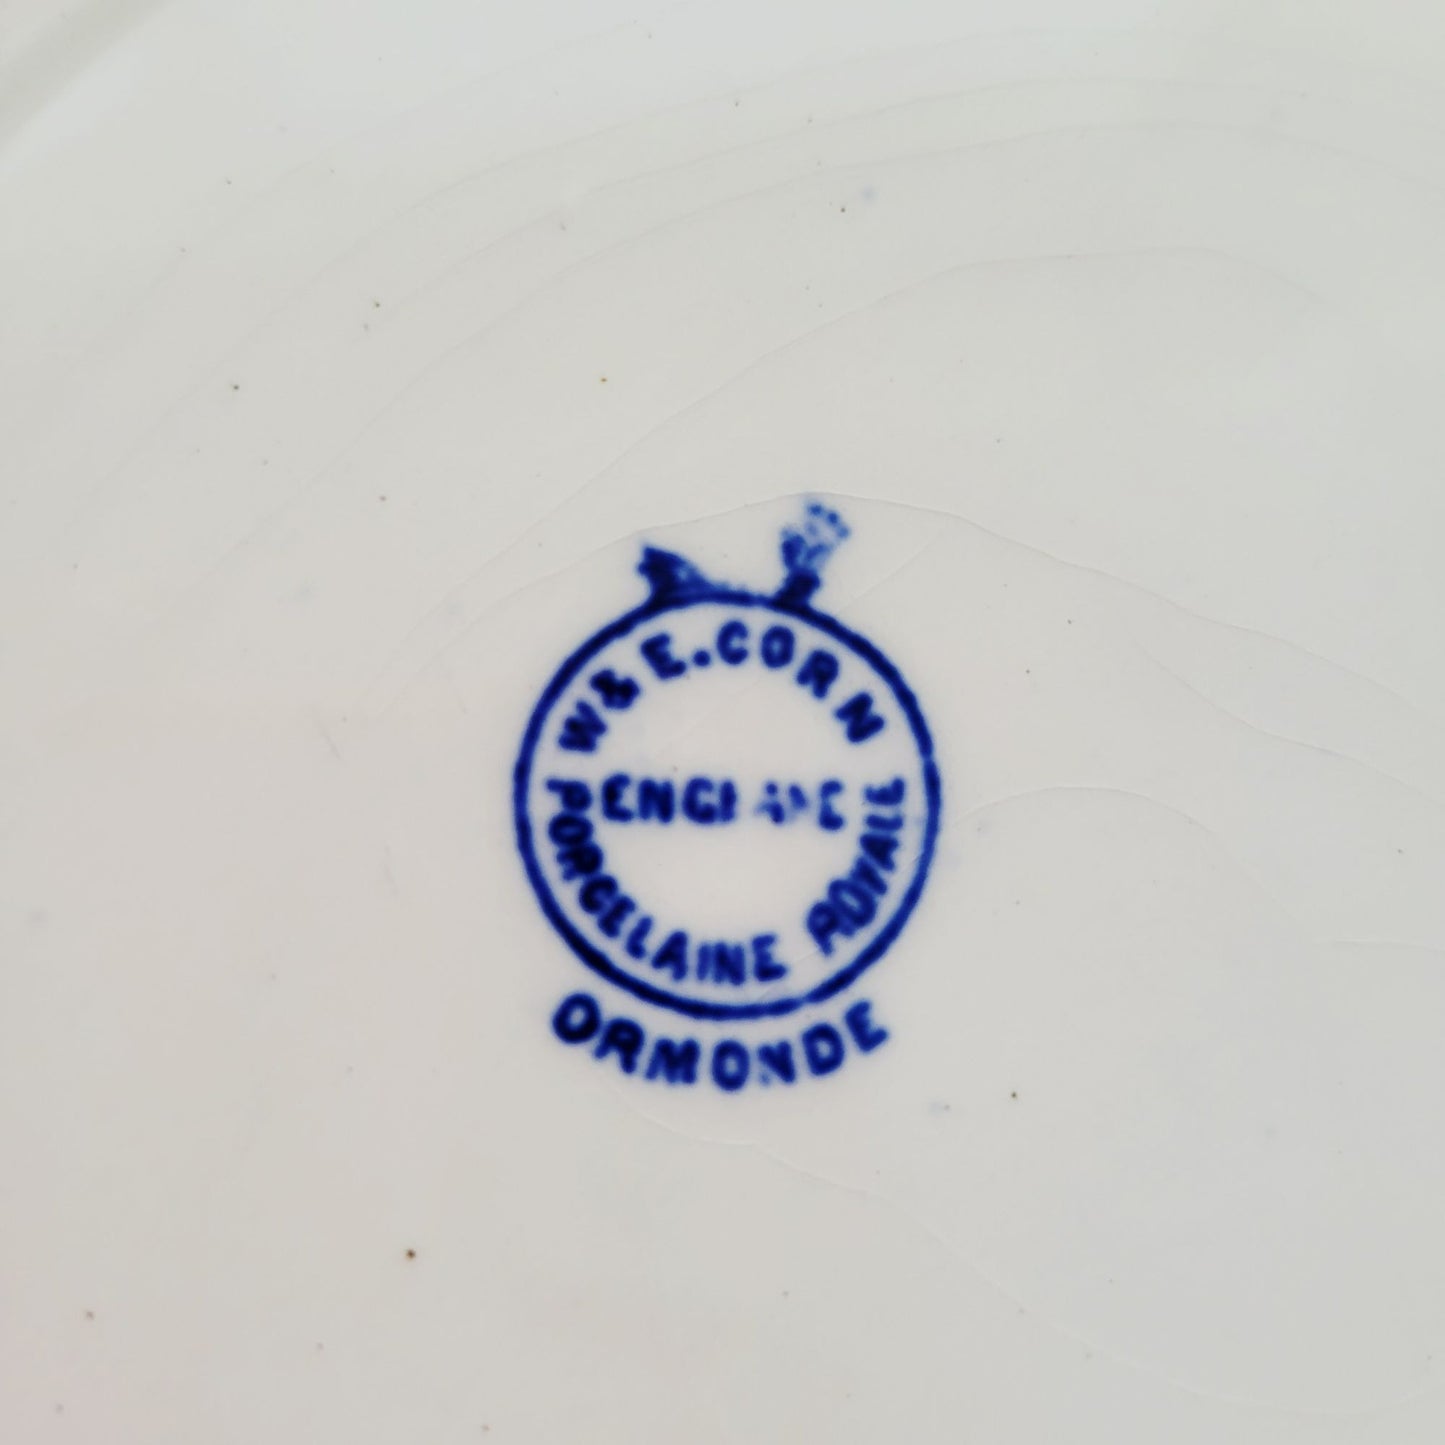 W & E. CORN
ENGLAND
PORCELAINE ROYALE
ORMONDE